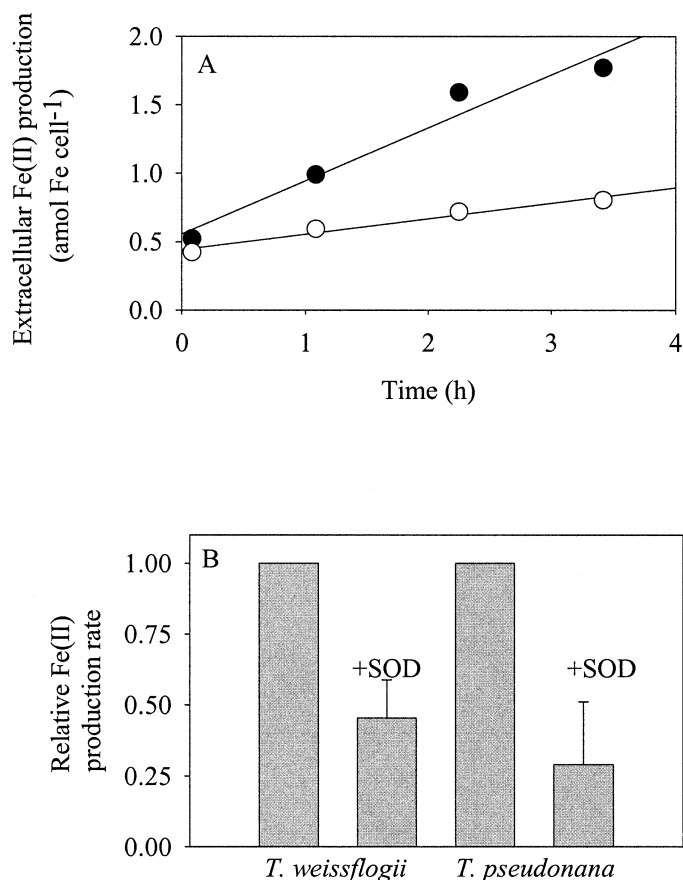 A
Extracellular Fe(II) production
(amol Fe cell-1)
2.0
1.5
1.0
0.5
0.0
0 1 2 3 4
Time (h)
B
Relative Fe(II)
production rate
1.00
0.75
0.50
0.25
0.00
+SOD +SOD
T. weissflogii T. pseudonana